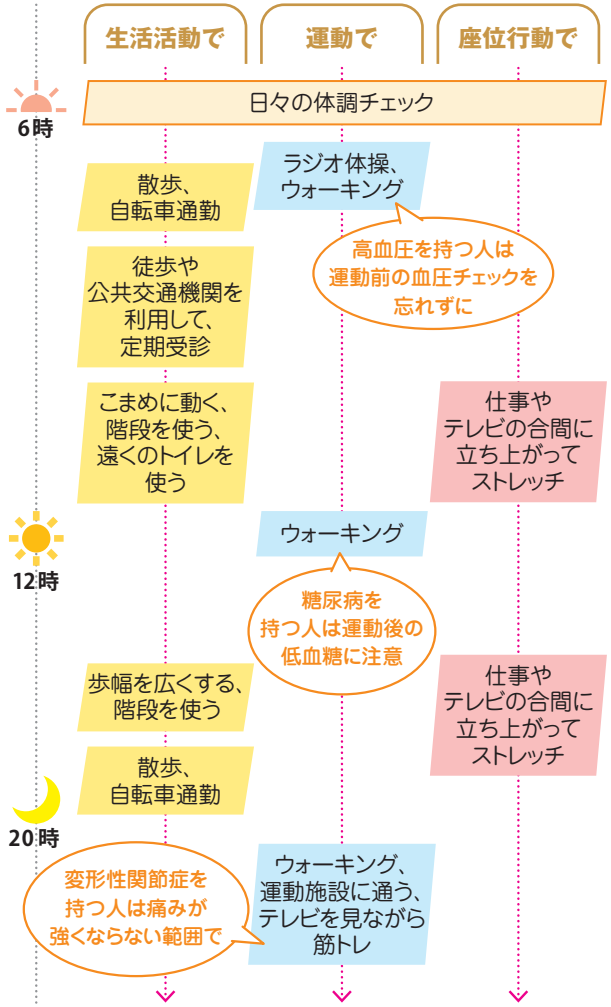 生活活動で
運動で
座位行動で
日々の体調チェック
6時
ラジオ体操、
ウォーキング
散歩、
自転車通勤
高血圧を持つ人は
運動前の血圧チェックを
忘れずに
徒歩や
公共交通機関を
利用して、
定期受診
こまめに動く、
階段を使う、
遠くのトイレを
使う
仕事や
テレビの合間に
立ち上がって
ストレッチ
ウォーキング
12時
糖尿病を
持つ人は運動後の
低血糖に注意
歩幅を広くする、
階段を使う
仕事や
テレビの合間に
立ち上がって
ストレッチ
散歩、
自転車通勤
20時
変形性関節症を
持つ人は痛みが
強くならない範囲で
ウォーキング、
運動施設に通う、
テレビを見ながら
筋トレ